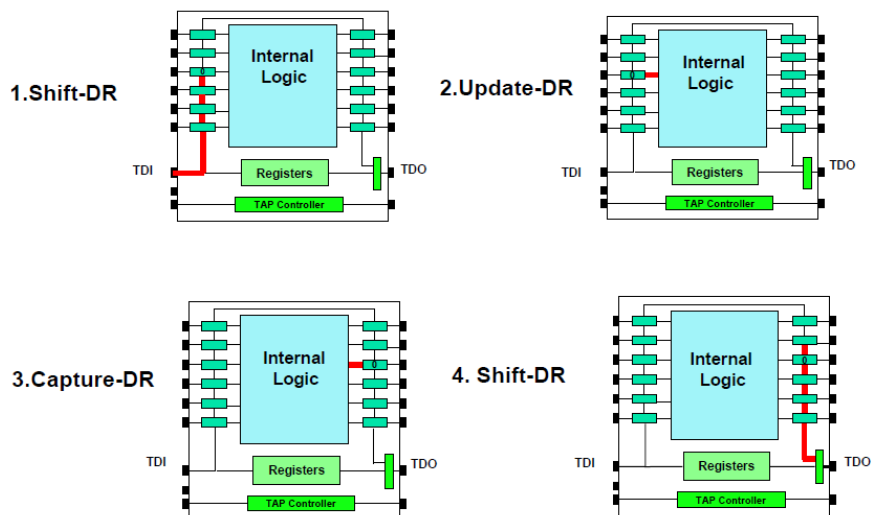 1.Shift-DR
0
Internal
Logic
TDI
Registers
TDO
TAP Controller
2.Update-DR
0
Internal
Logic
TDI
Registers
TDO
TAP Controller
3.Capture-DR
Internal
Logic
0
TDI
Registers
TDO
TAP Controller
4. Shift-DR
Internal
Logic
0
TDI
Registers
TDO
TAP Controller